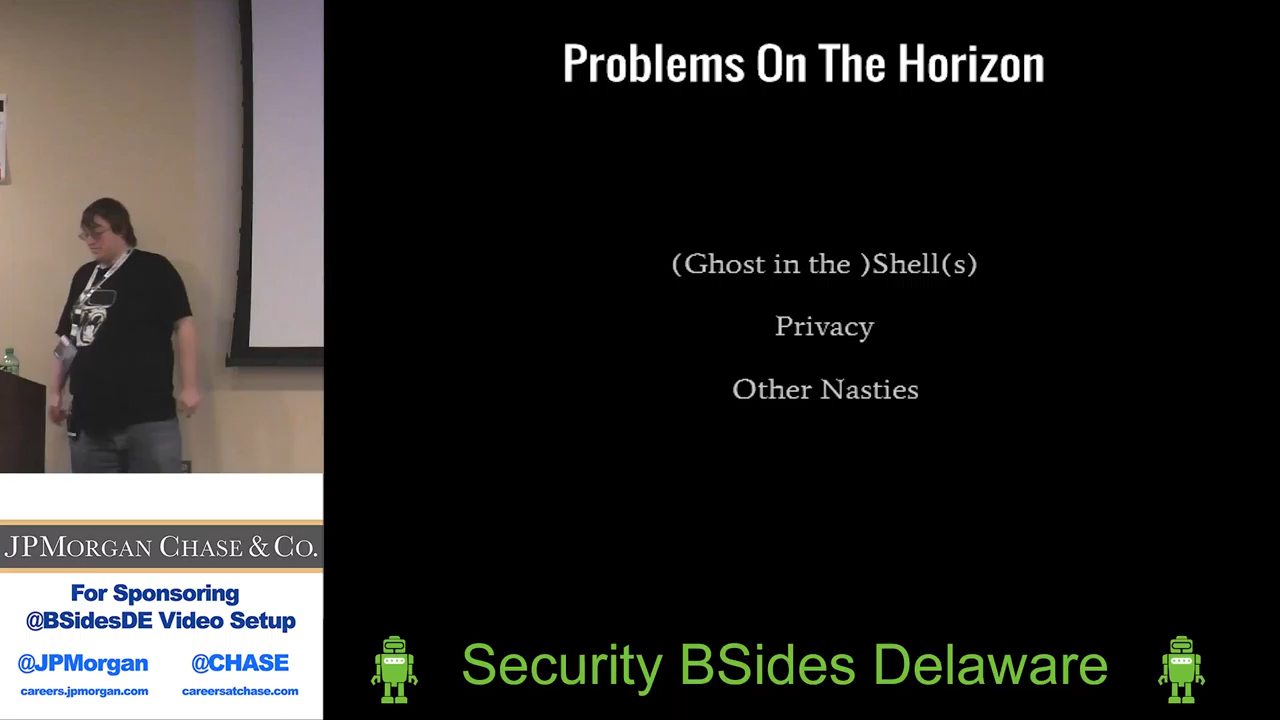 Problems On The Horizon
(Ghost in the )Shell(s)
Privacy
Other Nasties
JPMORGAN CHASE & CO.
For Sponsoring
@BSidesDE Video Setup
@JPMorgan @CHASE
careers.jpmorgan.com careersatchase.com
Security BSides Delaware